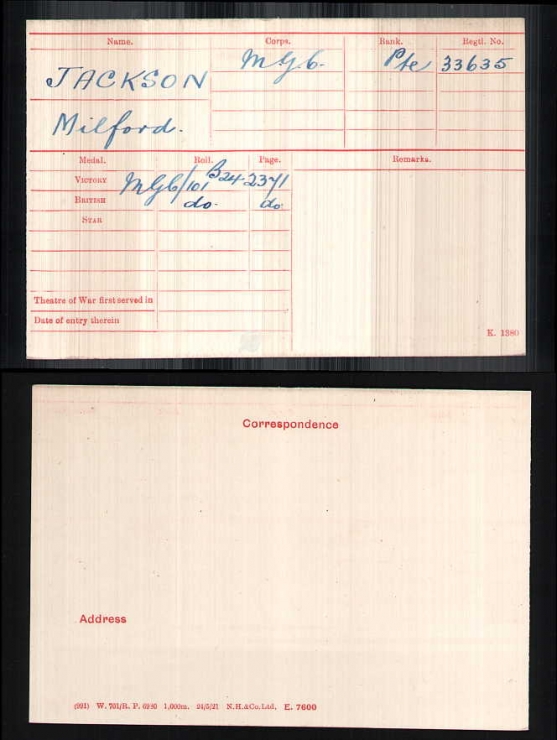 Name. Corps. Rank. Regtl. No.
JACKSON M.G.C. Pte 33635
Milford.
Medal. Roll. Page. Remarks.
VICTORY MGC/101 B24 2371
BRITISH do. do.
STAR
Theatre of War first served in
Date of entry therein
K. 1380
Correspondence
Address
(991) W. 701/R. P. 6930 1,000m. 24/5/21 N.H.&Co.Ltd. E. 7600